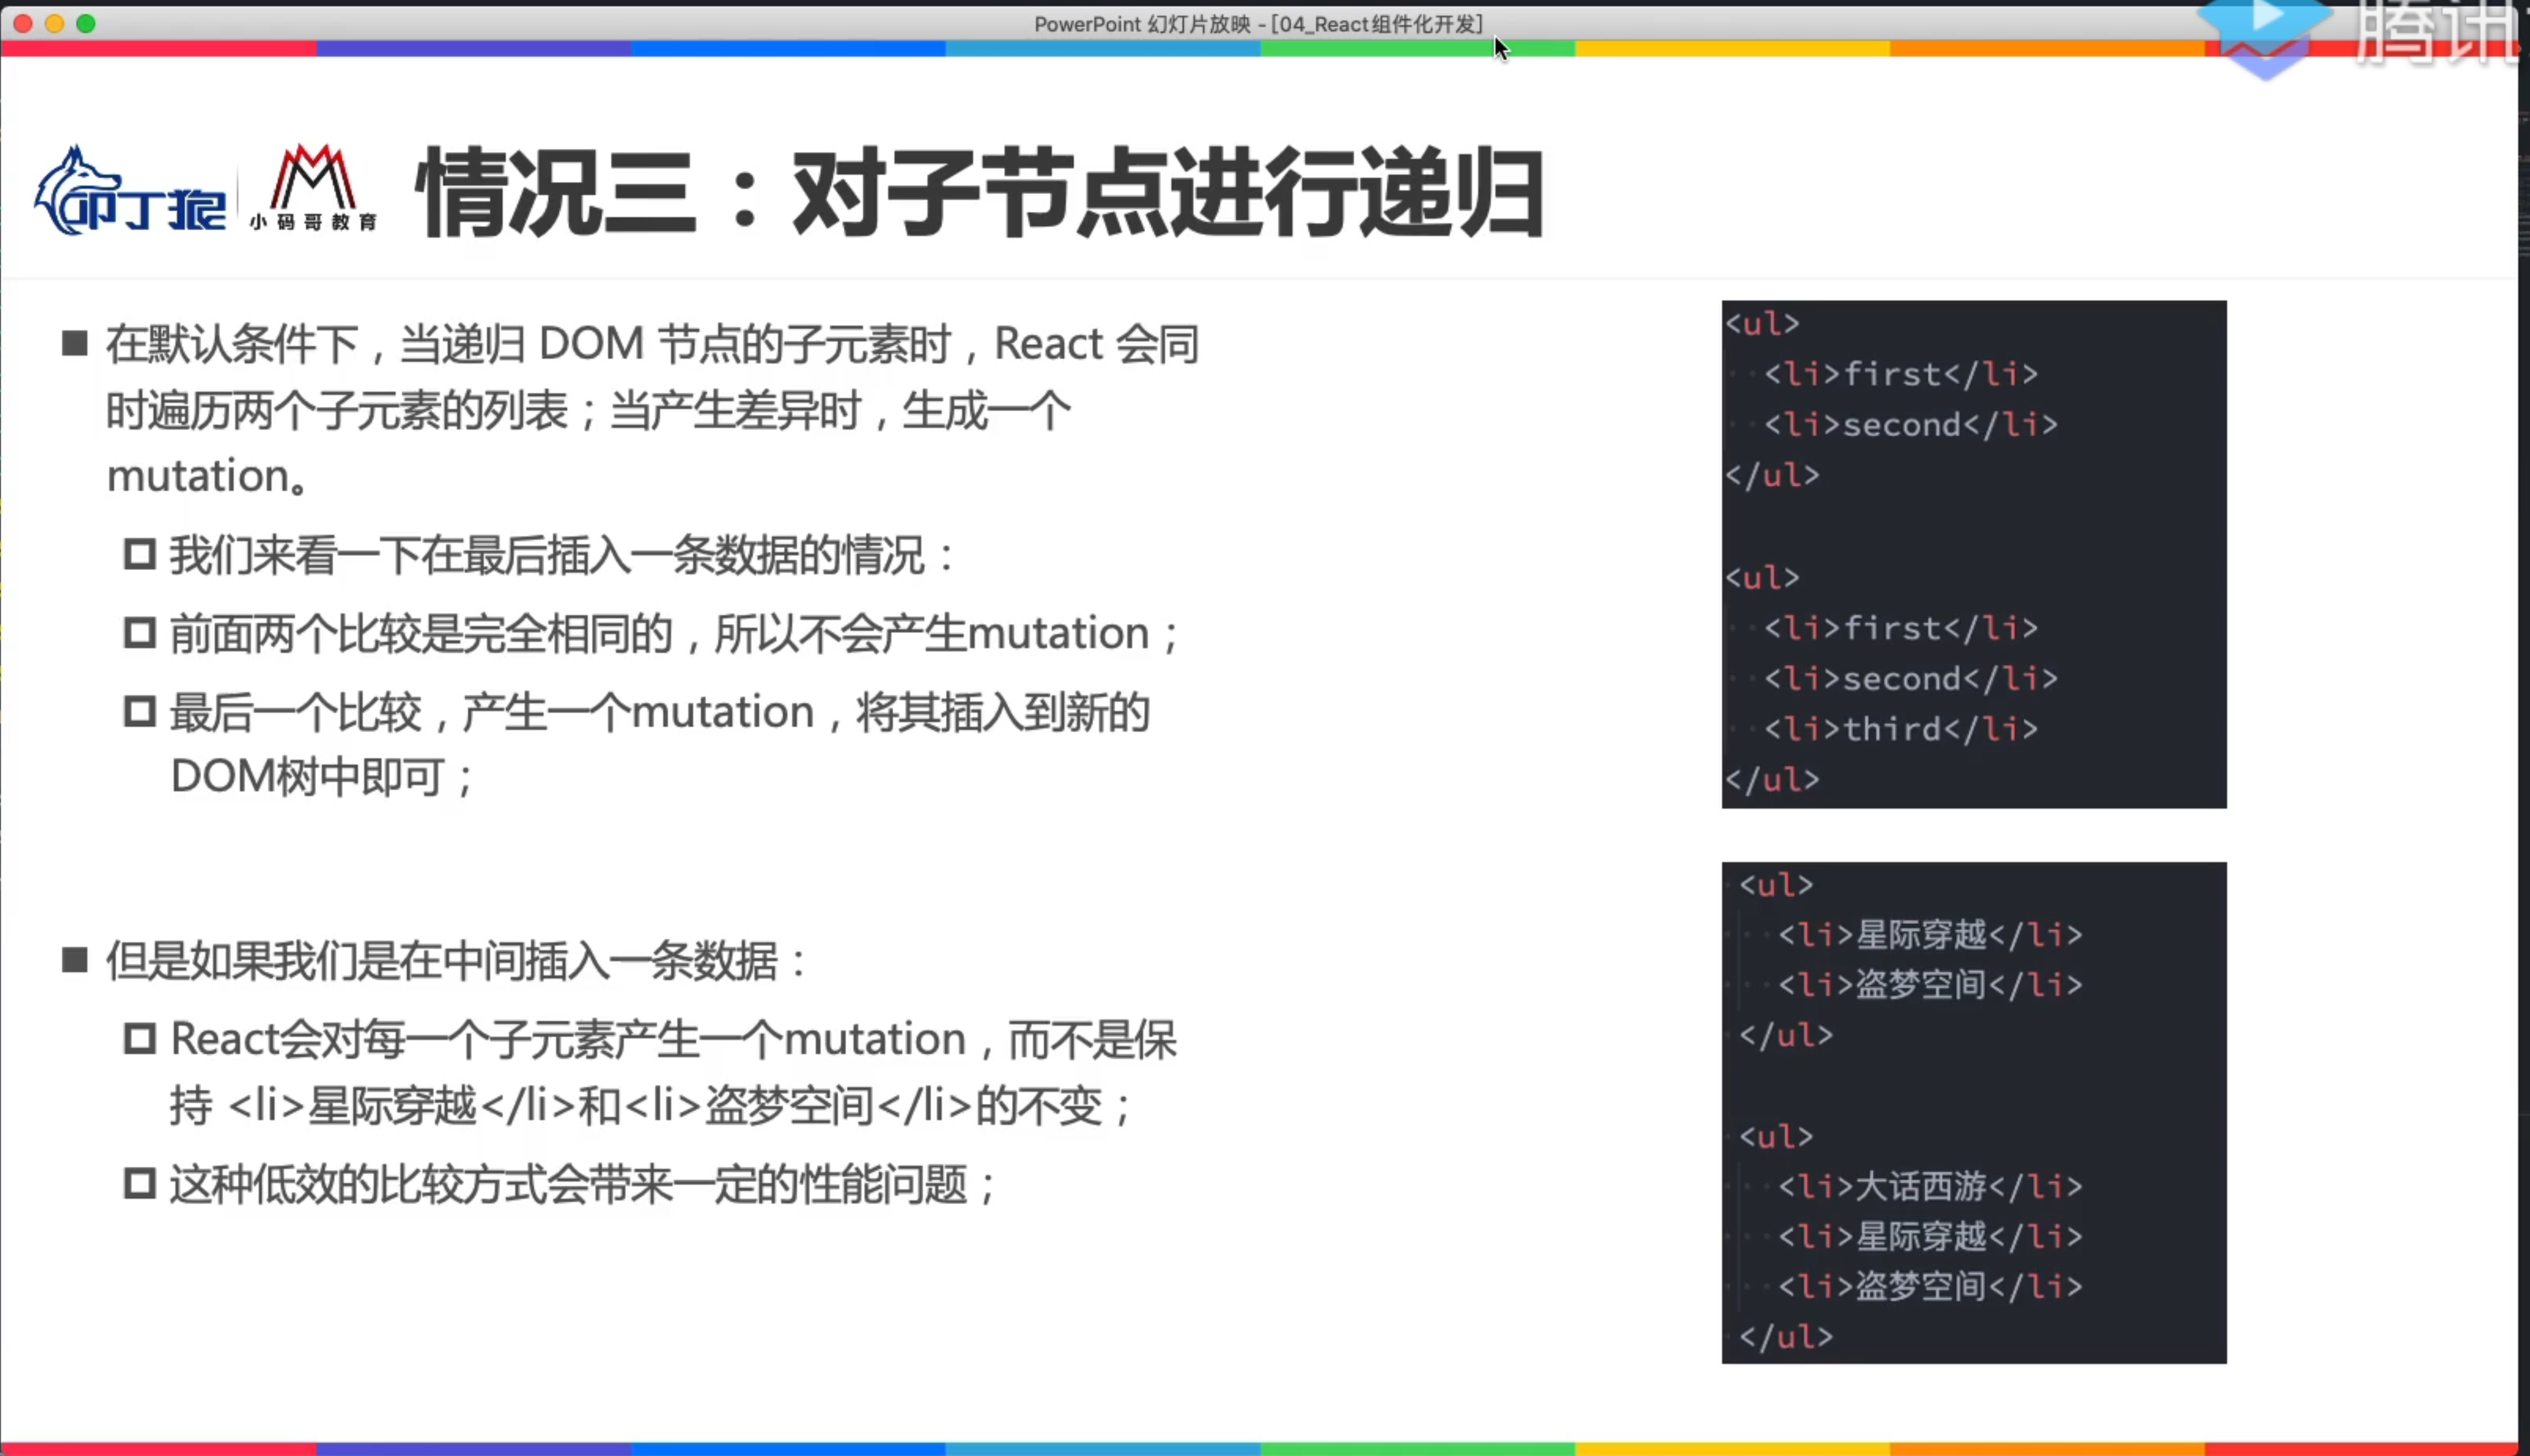 PowerPoint 幻灯片放映 - [04_React组件化开发]
腾讯
叩丁狼
小码哥教育
情况三：对子节点进行递归
在默认条件下，当递归 DOM 节点的子元素时，React 会同
时遍历两个子元素的列表；当产生差异时，生成一个
mutation。
我们来看一下在最后插入一条数据的情况：
前面两个比较是完全相同的，所以不会产生mutation；
最后一个比较，产生一个mutation，将其插入到新的
DOM树中即可；
但是如果我们是在中间插入一条数据：
React会对每一个子元素产生一个mutation，而不是保
持 <li>星际穿越</li>和<li>盗梦空间</li>的不变；
这种低效的比较方式会带来一定的性能问题；
<ul>
<li>first</li>
<li>second</li>
</ul>
<ul>
<li>first</li>
<li>second</li>
<li>third</li>
</ul>
<ul>
<li>星际穿越</li>
<li>盗梦空间</li>
</ul>
<ul>
<li>大话西游</li>
<li>星际穿越</li>
<li>盗梦空间</li>
</ul>